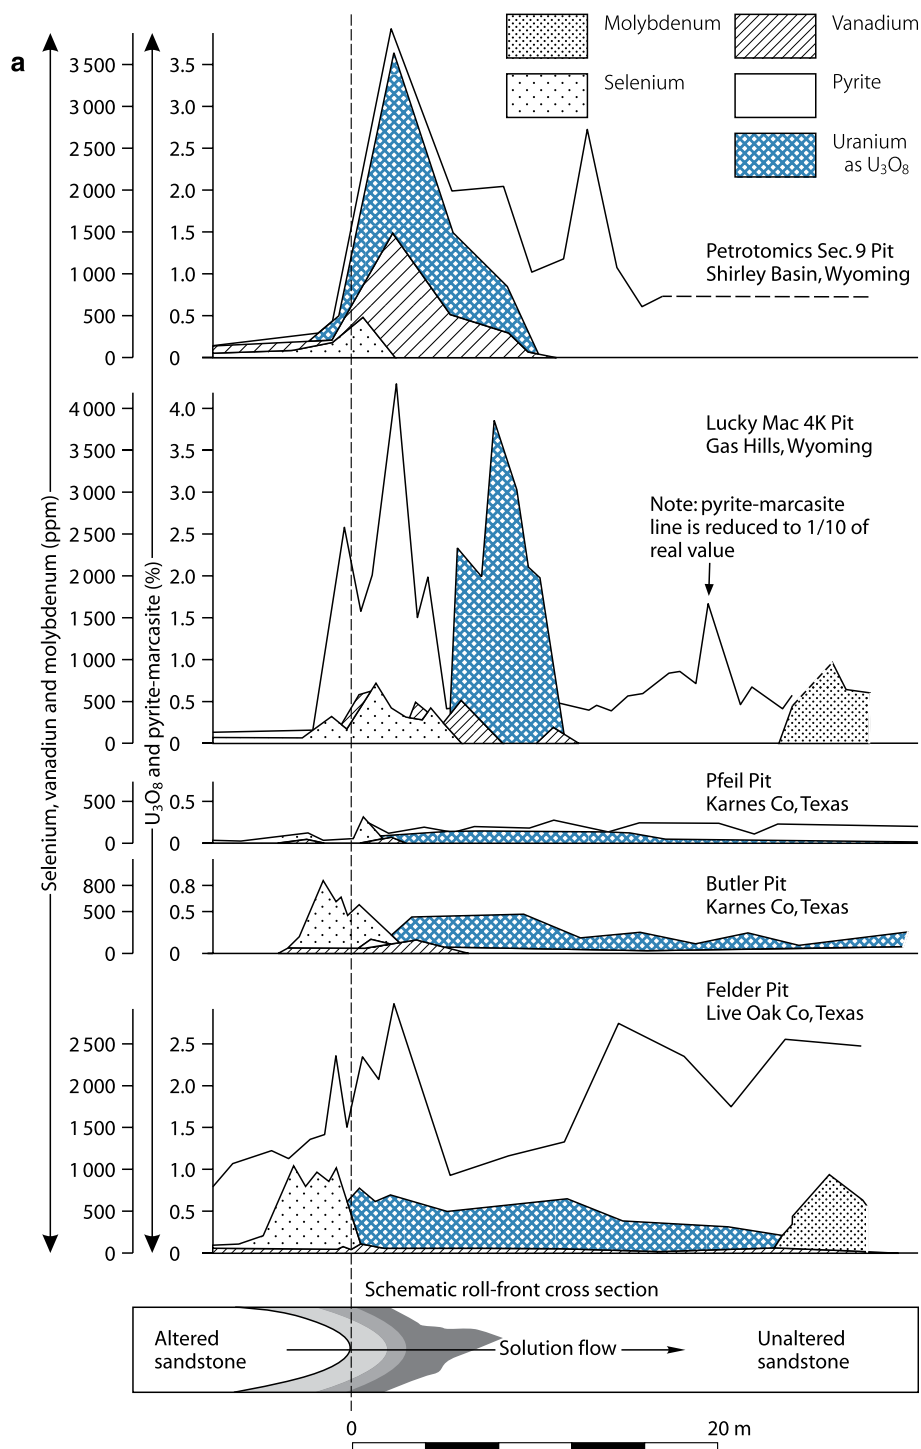 a
Molybdenum
Vanadium
Selenium
Pyrite
Uranium
as U₃O₈
3 500
3 000
2 500
2 000
1 500
1 000
500
0
3.5
3.0
2.5
2.0
1.5
1.0
0.5
0
Petrotomics Sec. 9 Pit
Shirley Basin, Wyoming
4 000
3 500
3 000
2 500
2 000
1 500
1 000
500
0
4.0
3.5
3.0
2.5
2.0
1.5
1.0
0.5
0
Lucky Mac 4K Pit
Gas Hills, Wyoming
Note: pyrite-marcasite
line is reduced to 1/10 of
real value
Selenium, vanadiun and molybdenum (ppm)
U₃O₈ and pyrite-marcasite (%)
500
0
0.5
0
Pfeil Pit
Karnes Co, Texas
800
500
0
0.8
0.5
0
Butler Pit
Karnes Co, Texas
Felder Pit
Live Oak Co, Texas
2 500
2 000
1 500
1 000
500
0
2.5
2.0
1.5
1.0
0.5
0
Schematic roll-front cross section
Altered
sandstone
Solution flow
Unaltered
sandstone
0
20 m